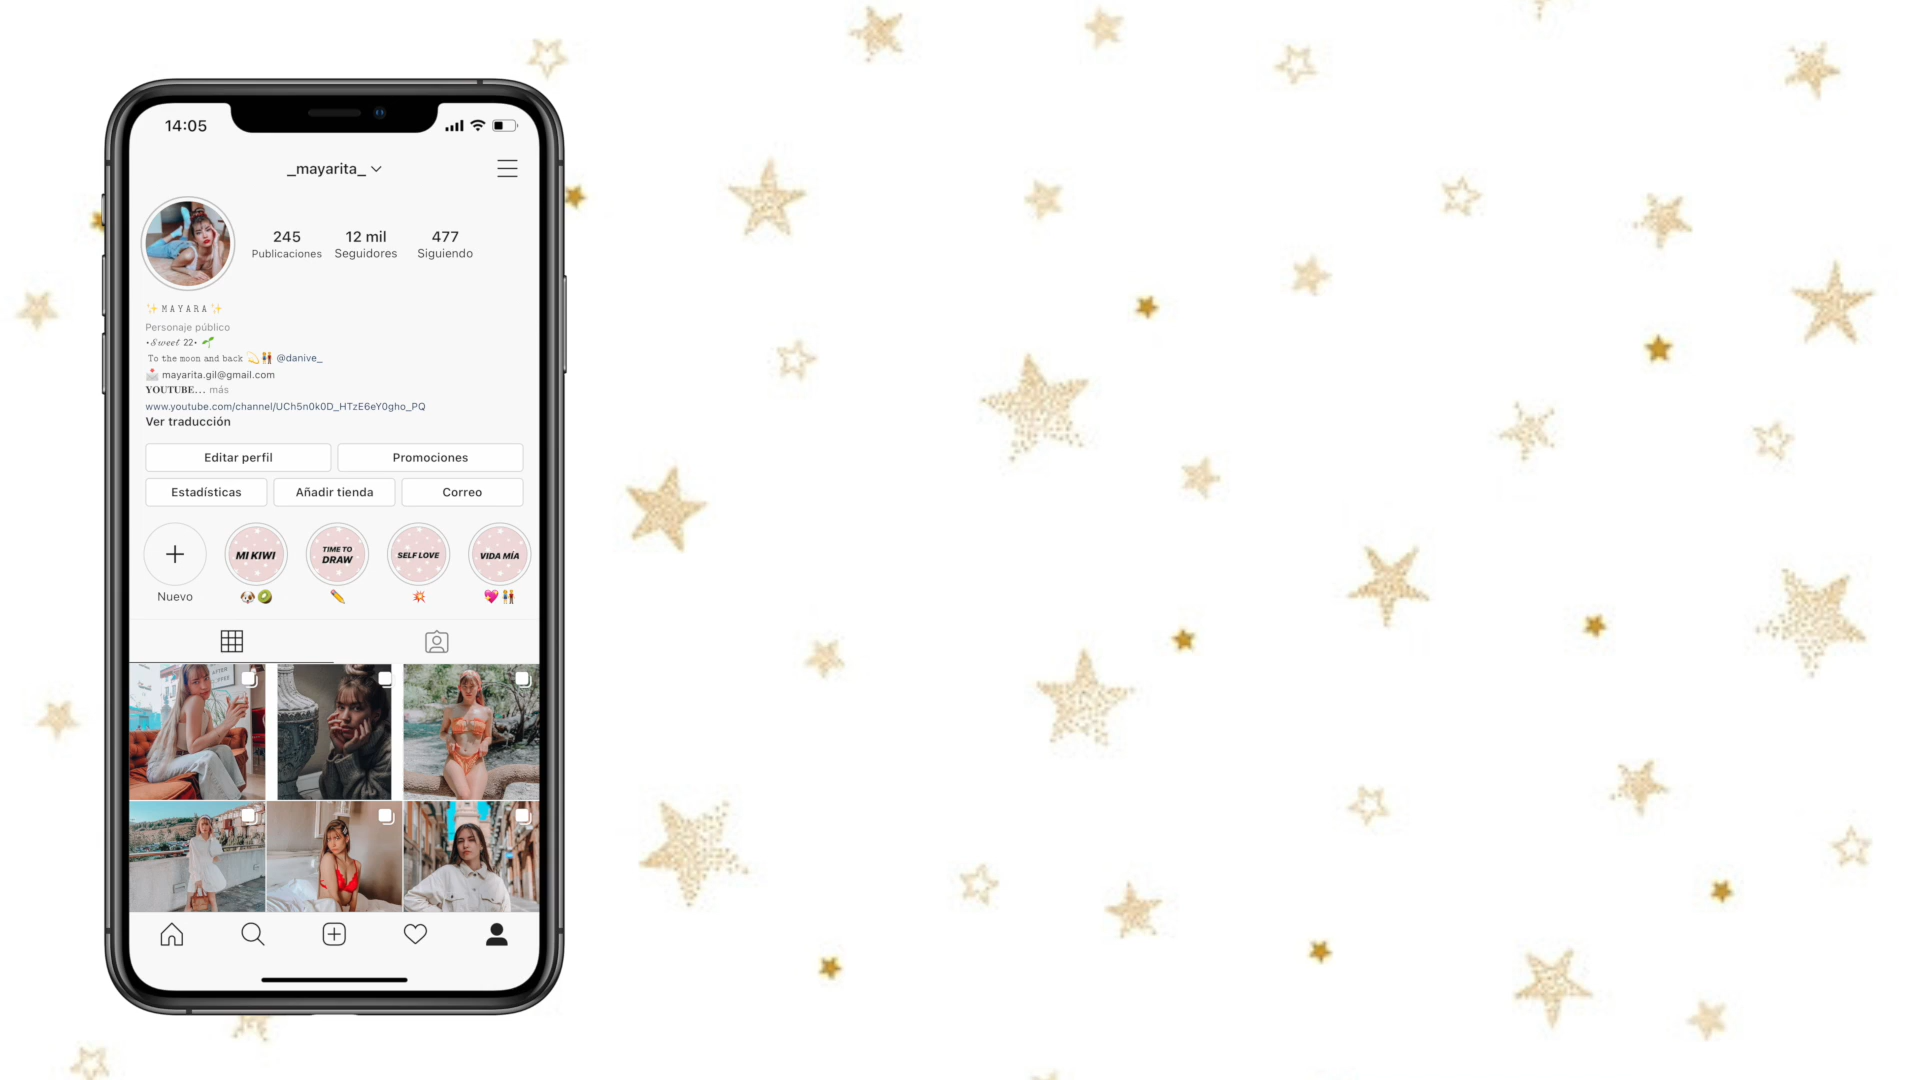 14:05
_mayarita_
245 12 mil 477
Publicaciones Seguidores Siguiendo
✨ M A Y A R A ✨
Personaje público
•𝒮𝓌𝑒𝑒𝓉 22• 🌱
To the moon and back 💫👫 @danive_
📩 mayarita.gil@gmail.com
YOUTUBE... más
www.youtube.com/channel/UCh5n0k0D_HTzE6eY0gho_PQ
Ver traducción
Editar perfil Promociones
Estadísticas Añadir tienda Correo
MI KIWI
TIME TO
DRAW
SELF LOVE
VIDA MÍA
Nuevo 🐶🥝 ✏️ 💥 💖👫
AFTER